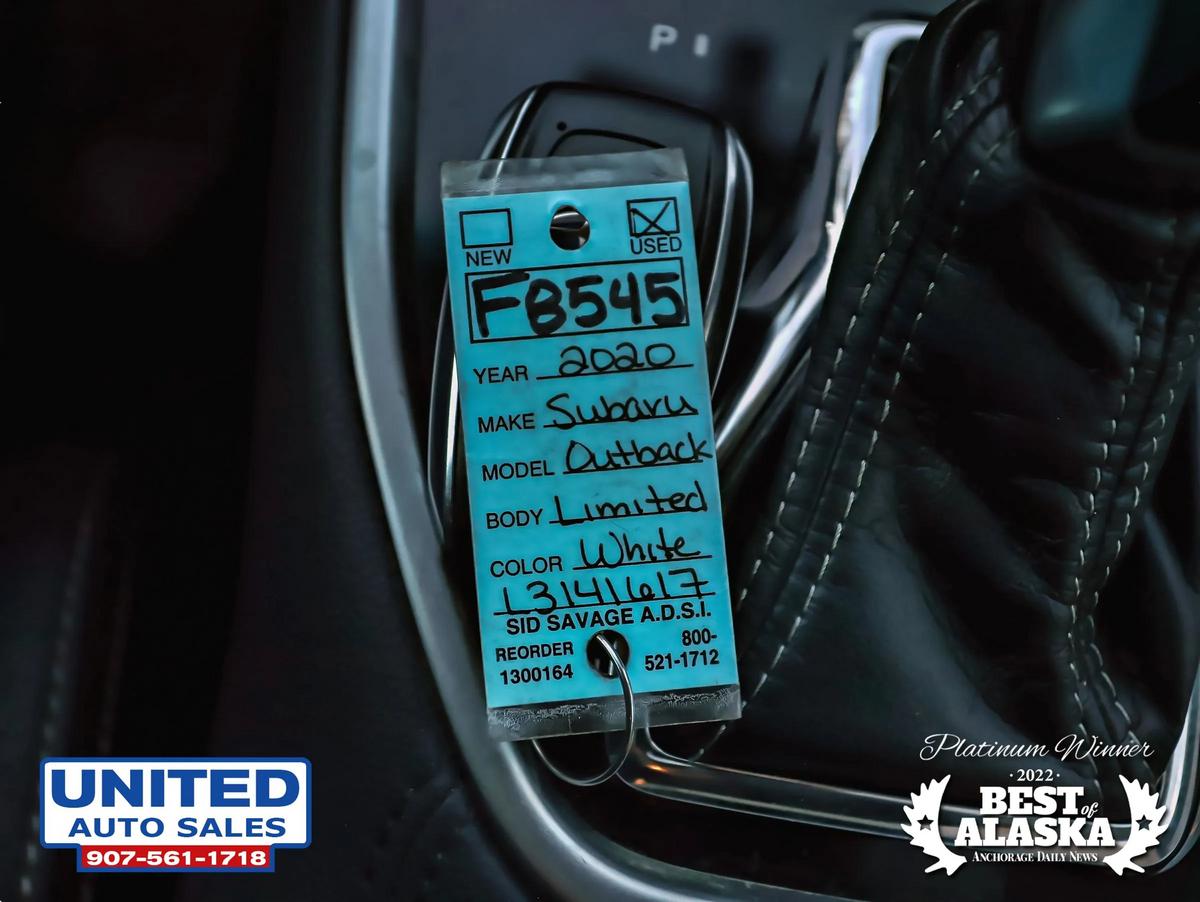 P
NEW USED
FB545
YEAR 2020
MAKE Subaru
MODEL Outback
BODY Limited
COLOR White
L3141617
SID SAVAGE A.D.S.I.
REORDER 800-
1300164 521-1712
UNITED
AUTO SALES
907-561-1718
Platinum Winner
·2022·
BEST of
ALASKA
ANCHORAGE DAILY NEWS